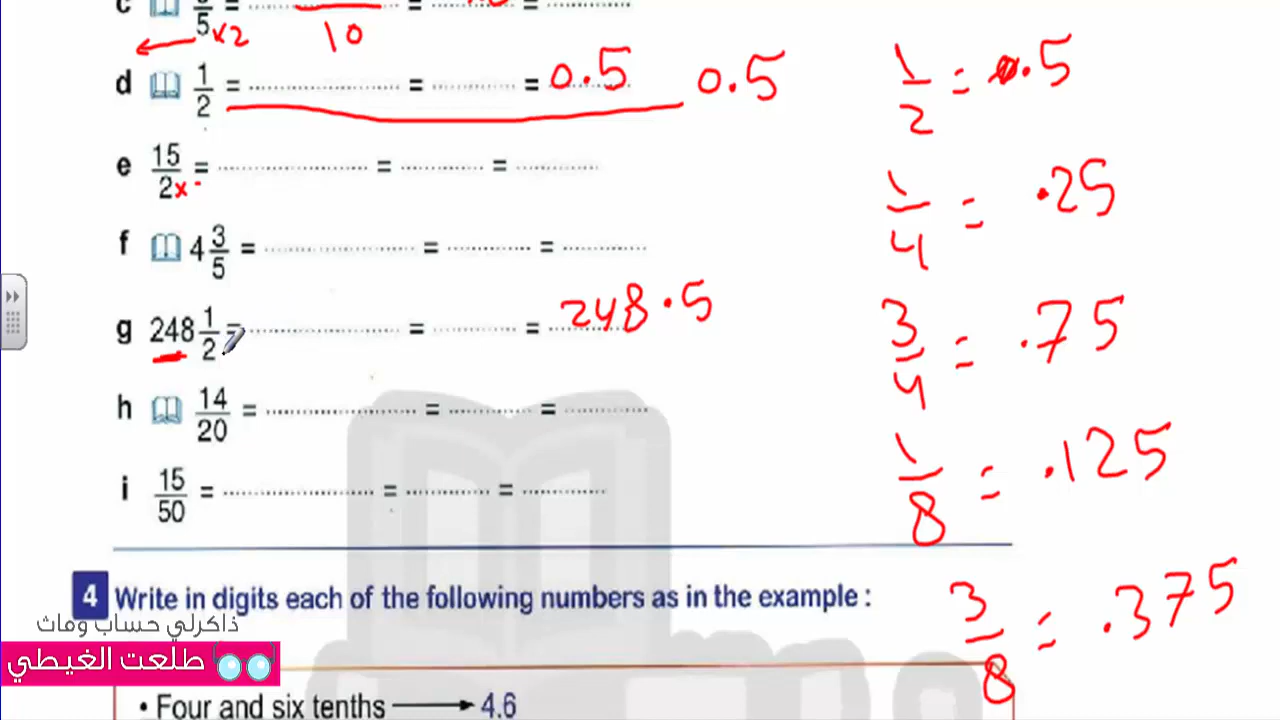 c 5 ×2 = 10 = =
d 1/2 = .......... = .......... = 0.5 0.5
1/2 = 0.5
e 15/2 × = .......... = .......... = ..........
1/4 = .25
f 4 3/5 = .......... = .......... = ..........
g 248 1/2 = .......... = .......... = 248.5
3/4 = .75
h 14/20 = .......... = .......... = ..........
1/8 = .125
i 15/50 = .......... = .......... = ..........
4 Write in digits each of the following numbers as in the example :
3/8 = .375
ذاكرلي حساب وماث
طلعت الغيطي
• Four and six tenths → 4.6